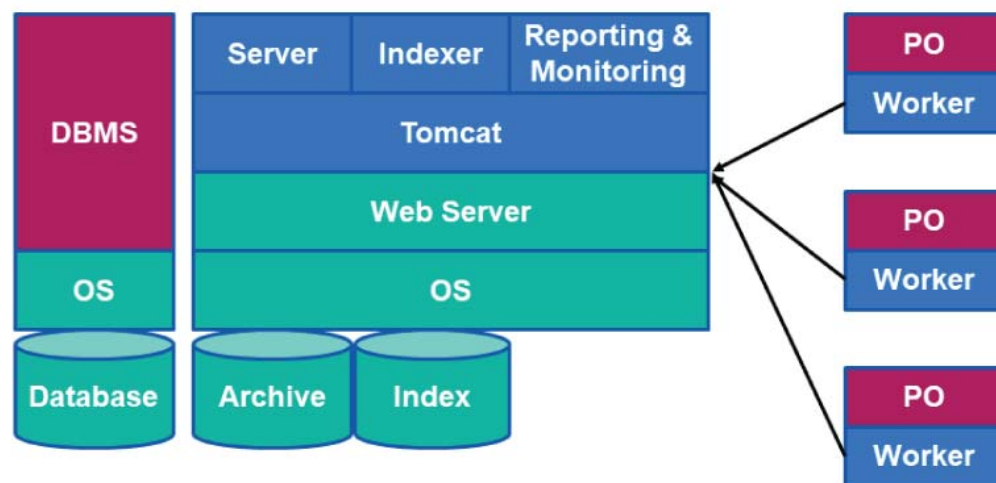 DBMS
OS
Database
Server
Indexer
Reporting &
Monitoring
Tomcat
Web Server
OS
Archive
Index
PO
Worker
PO
Worker
PO
Worker